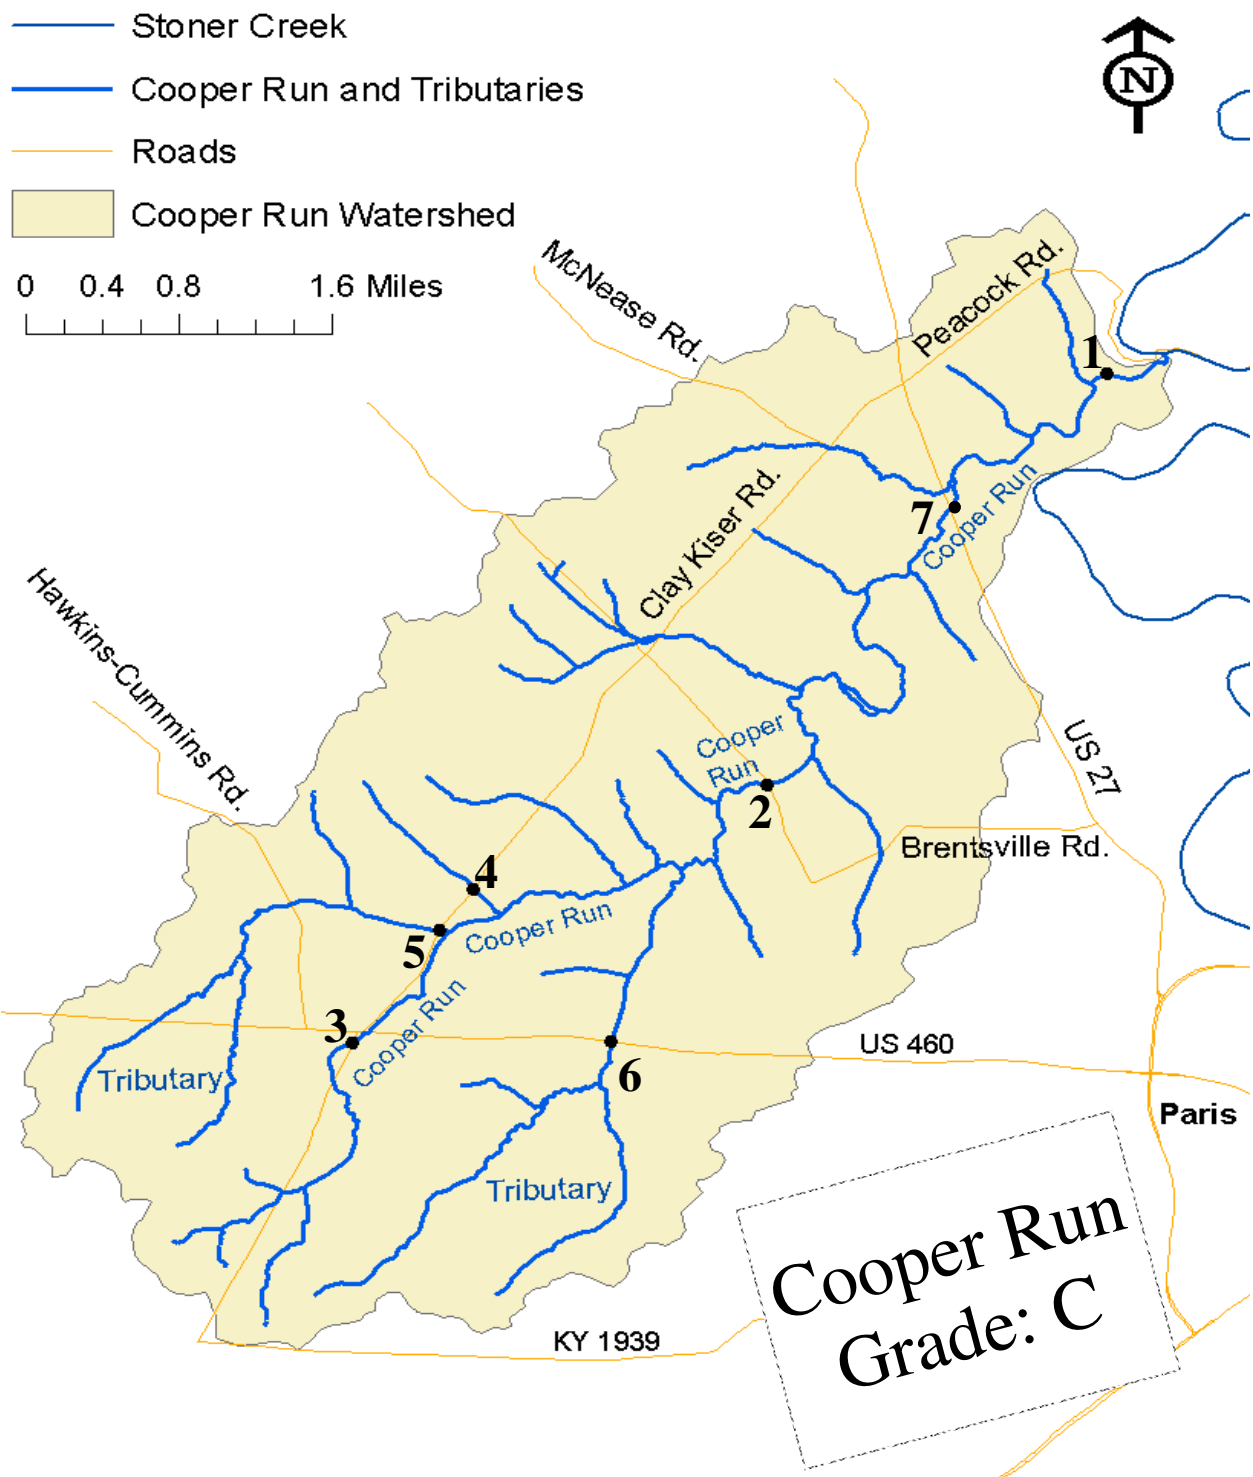 Stoner Creek
Cooper Run and Tributaries
Roads
Cooper Run Watershed
0 0.4 0.8 1.6 Miles
N
McNease Rd.
Peacock Rd.
1
Clay Kiser Rd.
7
Cooper Run
Hawkins-Cummins Rd.
Cooper
Run
2
US 27
Brentsville Rd.
4
5
Cooper Run
3
Cooper Run
Tributary
6
US 460
Paris
Tributary
KY 1939
Cooper Run
Grade: C